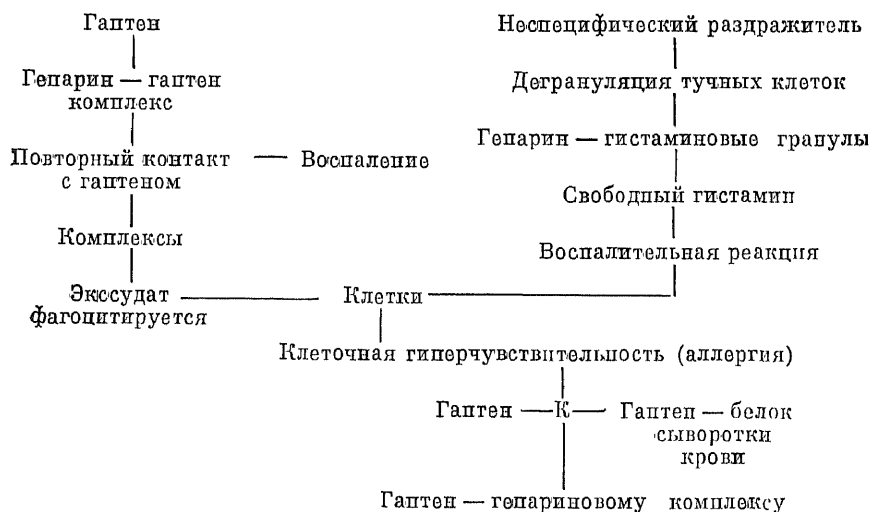 Гаптен
Гепарин — гаптен
комплекс
Повторный контакт — Воспаление
с гаптеном
Комплексы
Экссудат
фагоцитируется
Неспецифический раздражитель
Дегрануляция тучных клеток
Гепарин — гистаминовые гранулы
Свободный гистамин
Воспалительная реакция
Клетки
Клеточная гиперчувствительность (аллергия)
Гаптен — К — Гаптен — белок
сыворотки
крови
Гаптен — гепариновому комплексу